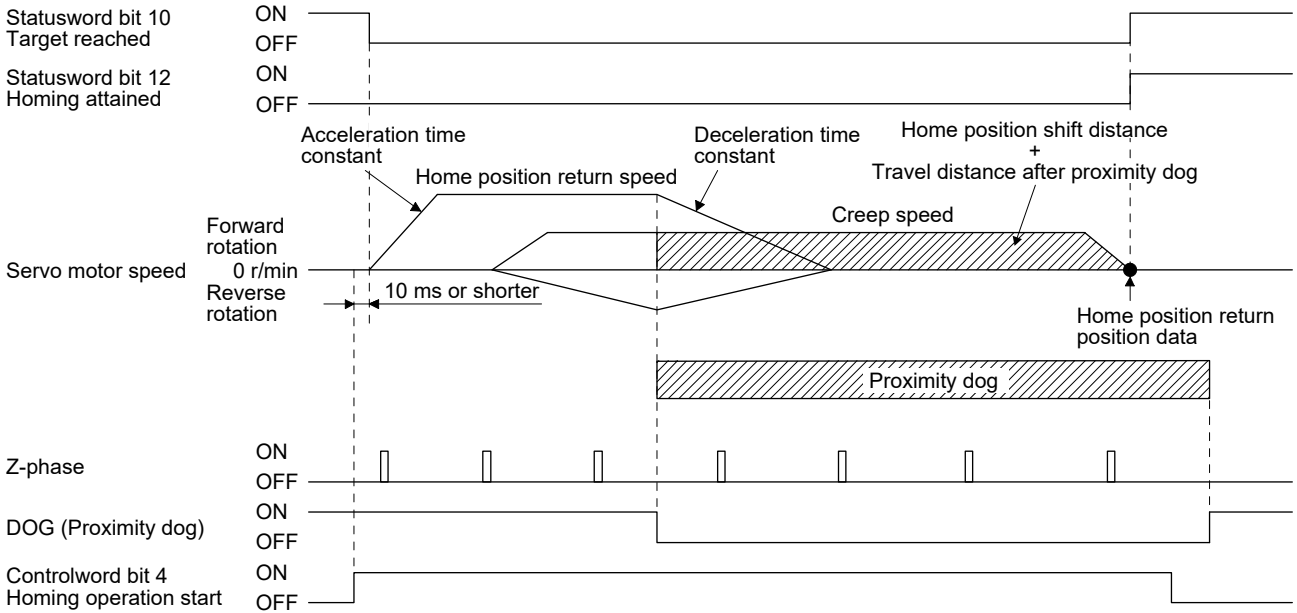 Statusword bit 10
Target reached
ON
OFF
Statusword bit 12
Homing attained
ON
OFF
Acceleration time
constant
Home position return speed
Deceleration time
constant
Home position shift distance
+
Travel distance after proximity dog
Creep speed
Servo motor speed
Forward
rotation
0 r/min
Reverse
rotation
10 ms or shorter
Home position return
position data
Proximity dog
Z-phase
ON
OFF
DOG (Proximity dog)
ON
OFF
Controlword bit 4
Homing operation start
ON
OFF